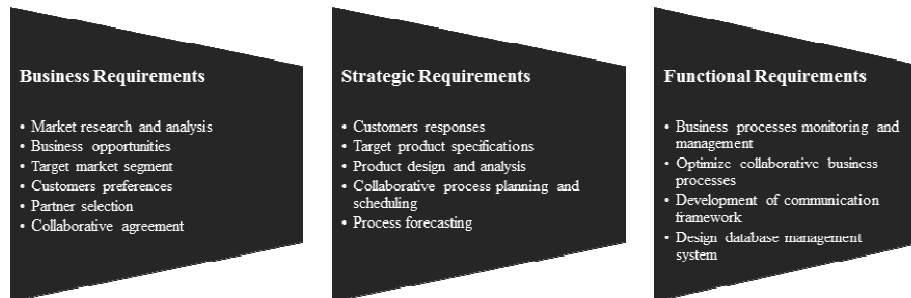 Business Requirements
• Market research and analysis
• Business opportunities
• Target market segment
• Customers preferences
• Partner selection
• Collaborative agreement
Strategic Requirements
• Customers responses
• Target product specifications
• Product design and analysis
• Collaborative process planning and
scheduling
• Process forecasting
Functional Requirements
• Business processes monitoring and
management
• Optimize collaborative business
processes
• Development of communication
framework
• Design database management
system